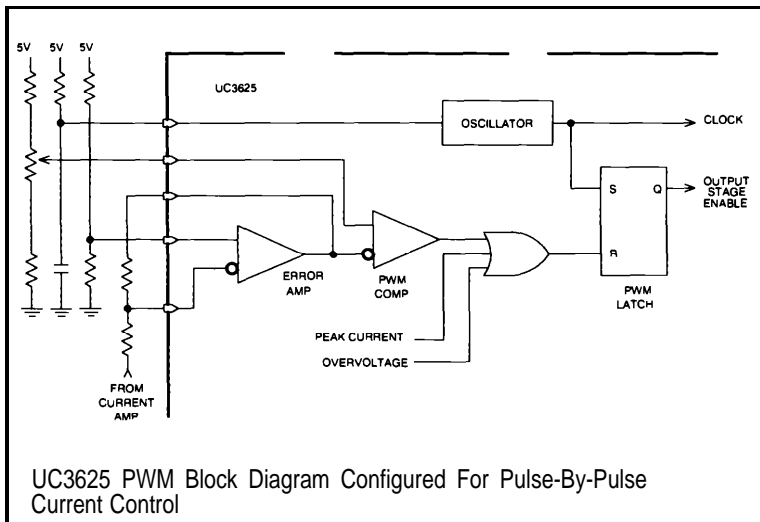 5V 5V 5V
UC3625
OSCILLATOR
CLOCK
S Q
OUTPUT
STAGE
ENABLE
R
PWM
LATCH
ERROR
AMP
PWM
COMP
PEAK CURRENT
OVERVOLTAGE
FROM
CURRENT
AMP
UC3625 PWM Block Diagram Configured For Pulse-By-Pulse
Current Control